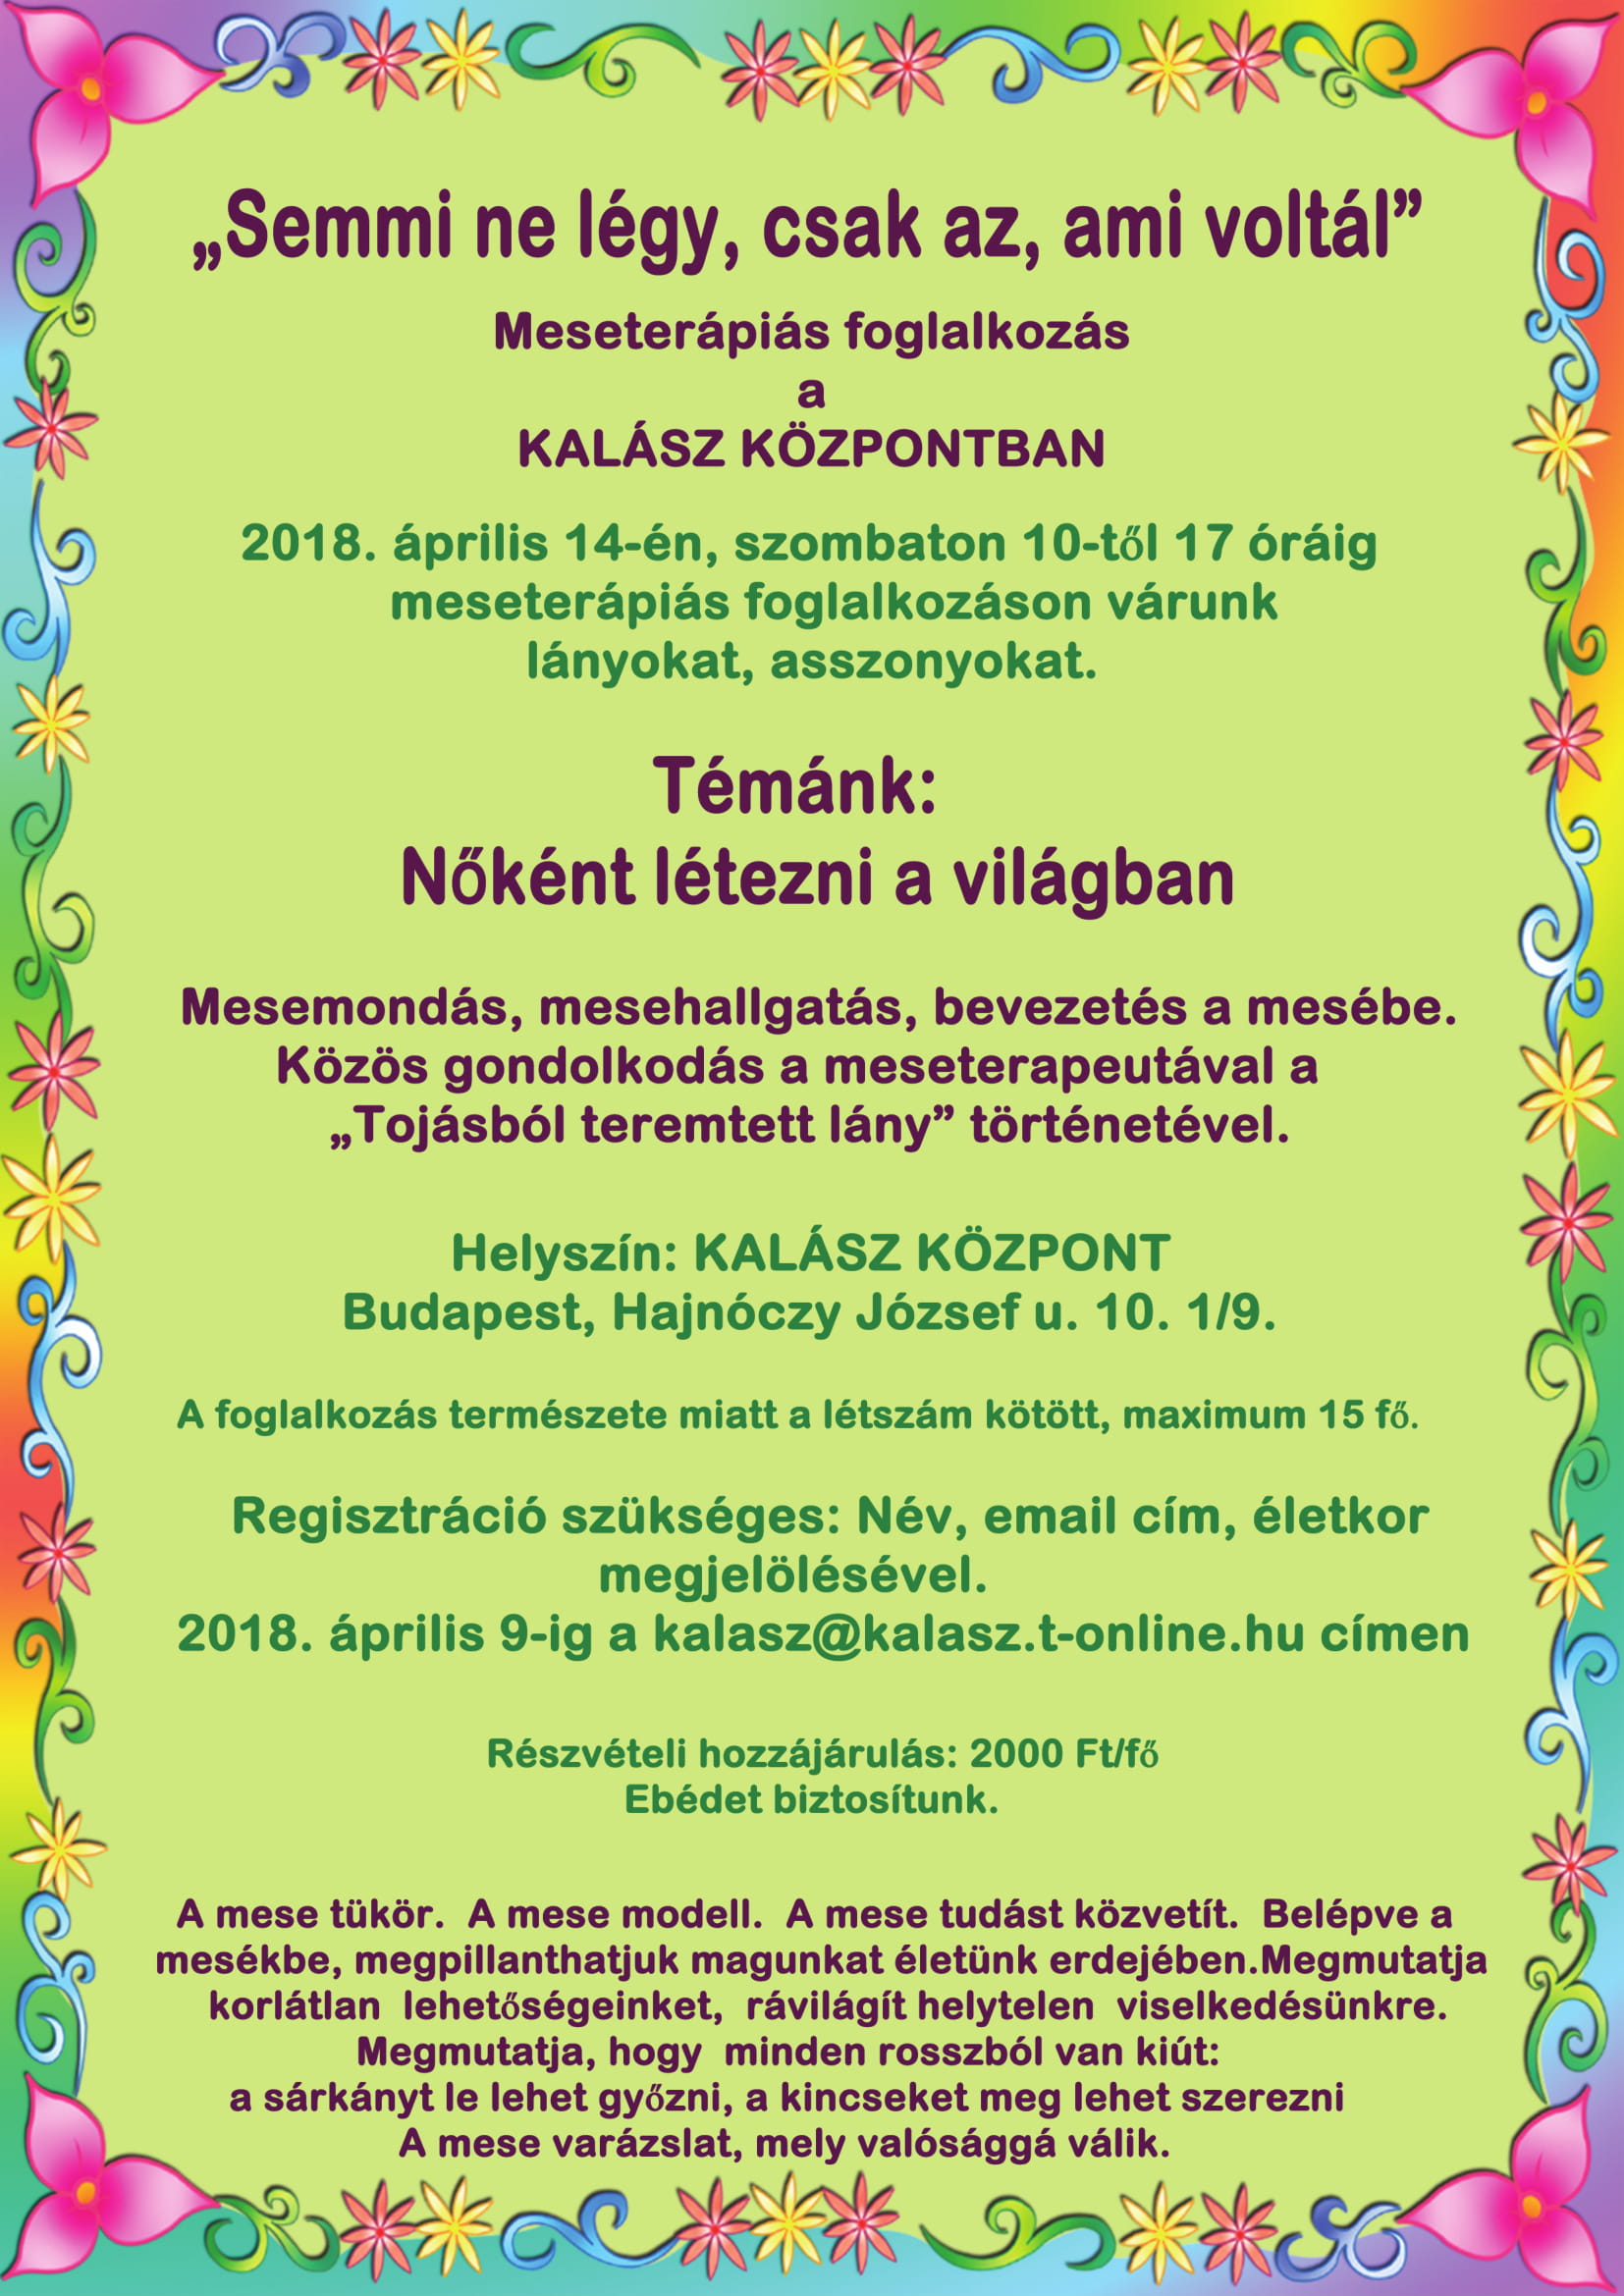 „Semmi ne légy, csak az, ami voltál”
Meseterápiás foglalkozás
a
KALÁSZ KÖZPONTBAN
2018. április 14-én, szombaton 10-től 17 óráig
meseterápiás foglalkozáson várunk
lányokat, asszonyokat.
Témánk:
Nőként létezni a világban
Mesemondás, mesehallgatás, bevezetés a mesébe.
Közös gondolkodás a meseterapeutával a
„Tojásból teremtett lány” történetével.
Helyszín: KALÁSZ KÖZPONT
Budapest, Hajnóczy József u. 10. 1/9.
A foglalkozás természete miatt a létszám kötött, maximum 15 fő.
Regisztráció szükséges: Név, email cím, életkor
megjelölésével.
2018. április 9-ig a kalasz@kalasz.t-online.hu címen
Részvételi hozzájárulás: 2000 Ft/fő
Ebédet biztosítunk.
A mese tükör. A mese modell. A mese tudást közvetít. Belépve a
mesékbe, megpillanthatjuk magunkat életünk erdejében.Megmutatja
korlátlan lehetőségeinket, rávilágít helytelen viselkedésünkre.
Megmutatja, hogy minden rosszból van kiút:
a sárkányt le lehet győzni, a kincseket meg lehet szerezni
A mese varázslat, mely valósággá válik.